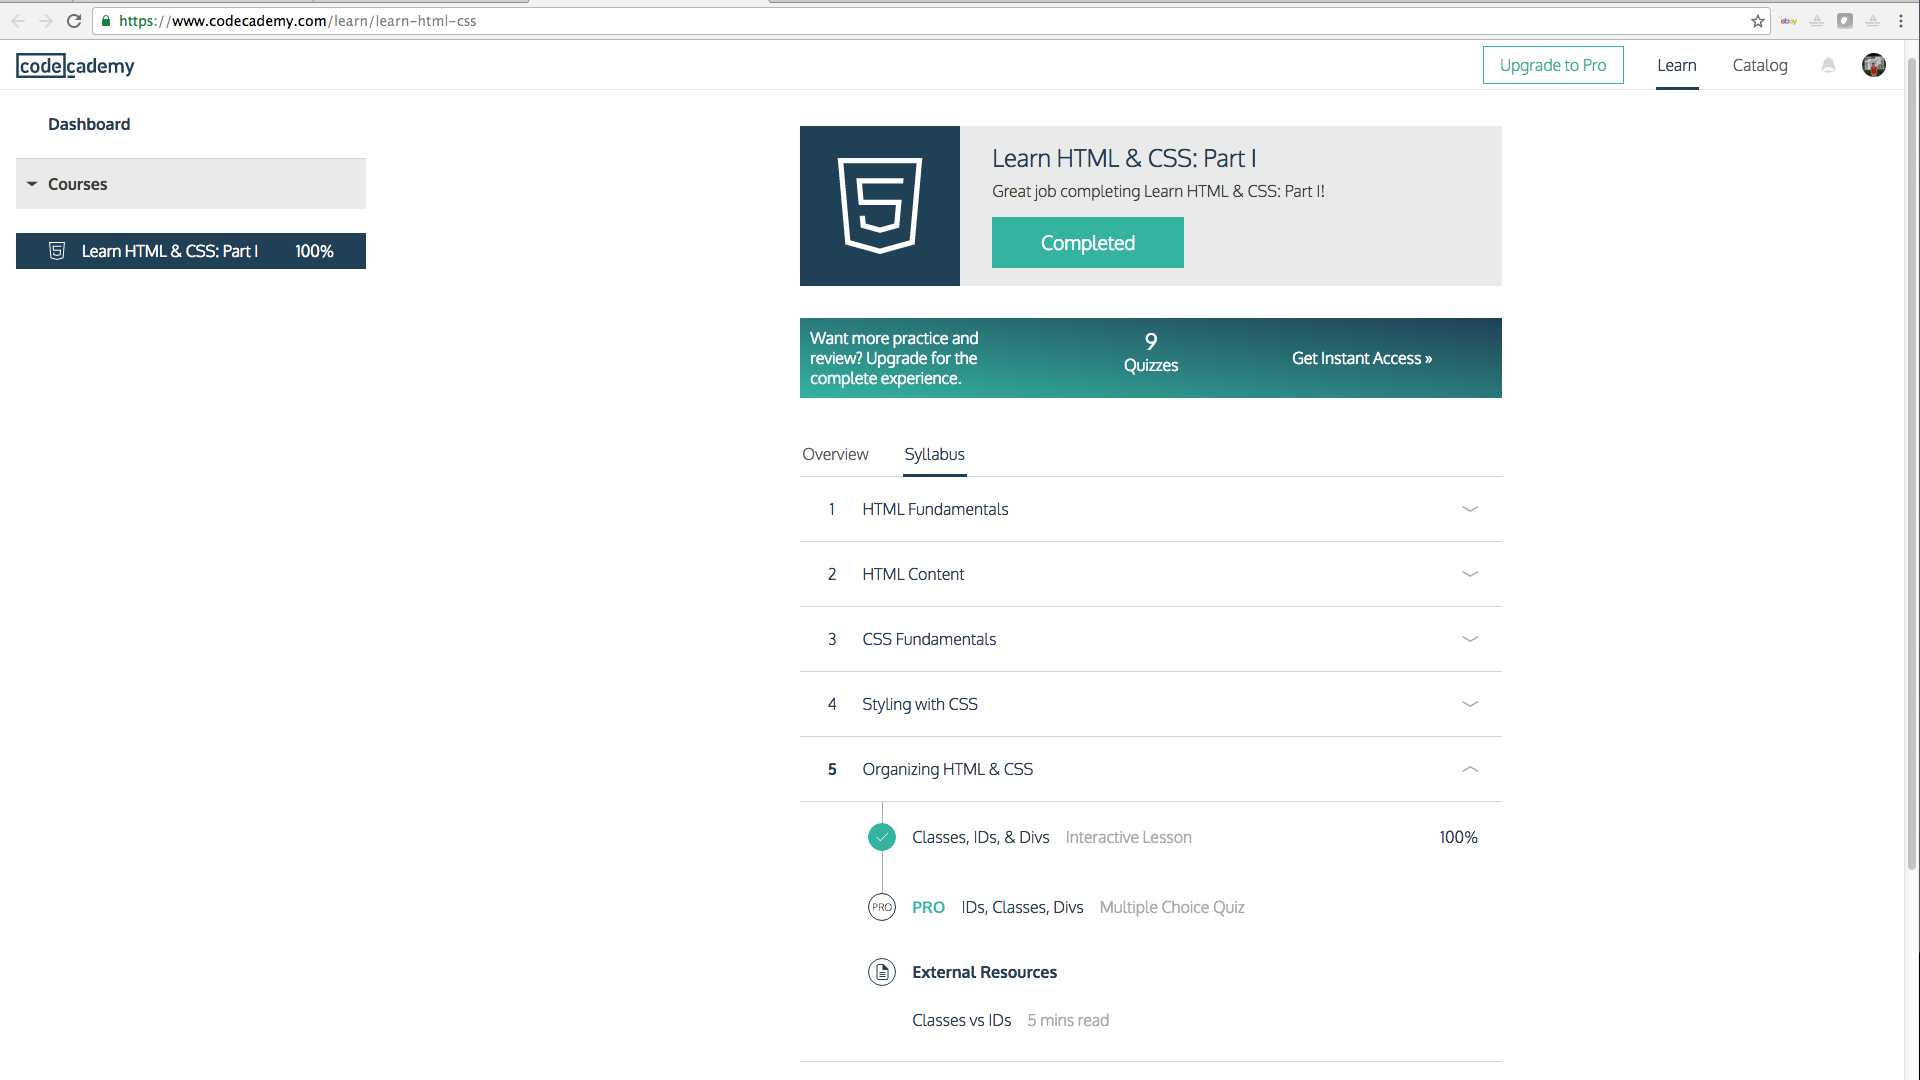 https://www.codecademy.com/learn/learn-html-css
ebay
codecademy
Upgrade to Pro
Learn
Catalog
Dashboard
Courses
Learn HTML & CSS: Part I 100%
5
Learn HTML & CSS: Part I
Great job completing Learn HTML & CSS: Part I!
Completed
Want more practice and
review? Upgrade for the
complete experience.
9
Quizzes
Get Instant Access »
Overview
Syllabus
1 HTML Fundamentals
2 HTML Content
3 CSS Fundamentals
4 Styling with CSS
5 Organizing HTML & CSS
Classes, IDs, & Divs Interactive Lesson 100%
PRO PRO IDs, Classes, Divs Multiple Choice Quiz
External Resources
Classes vs IDs 5 mins read